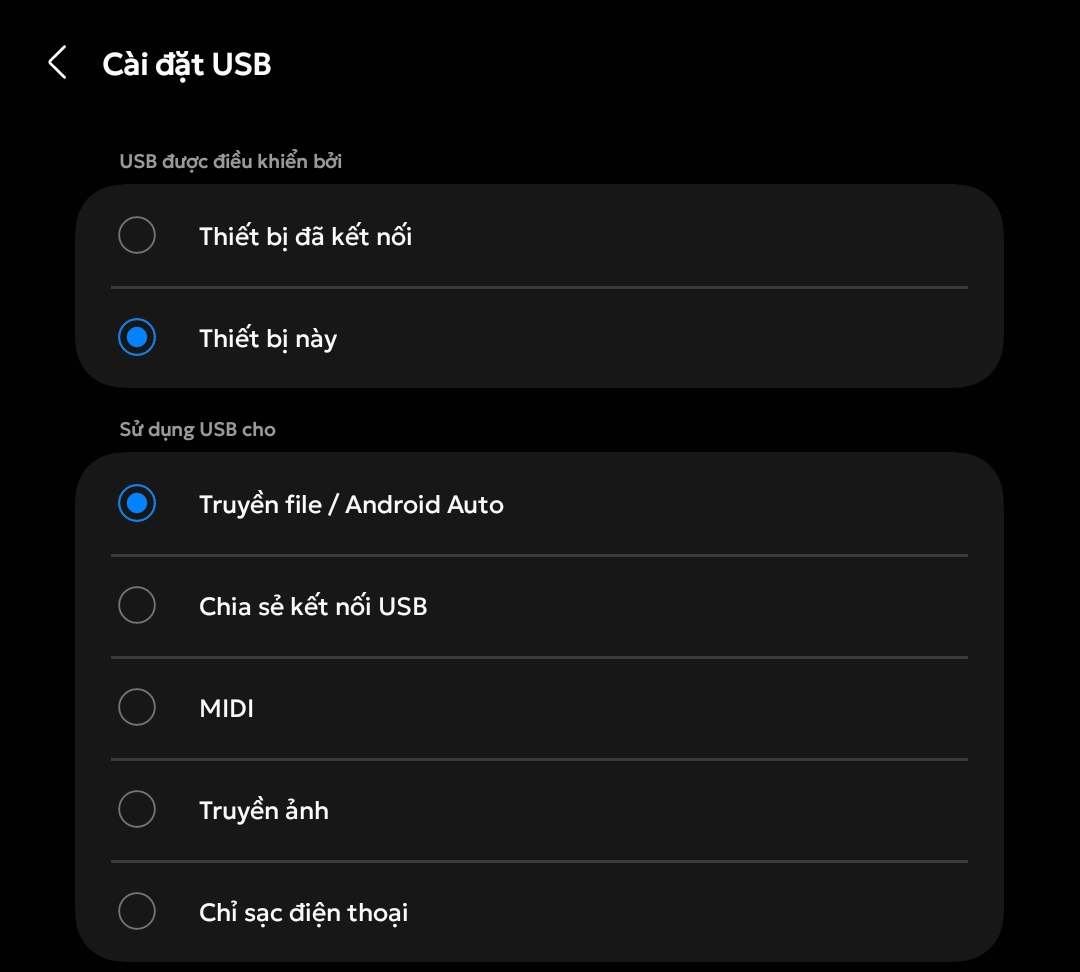 Cài đặt USB
USB được điều khiển bởi
Thiết bị đã kết nối
Thiết bị này
Sử dụng USB cho
Truyền file / Android Auto
Chia sẻ kết nối USB
MIDI
Truyền ảnh
Chỉ sạc điện thoại